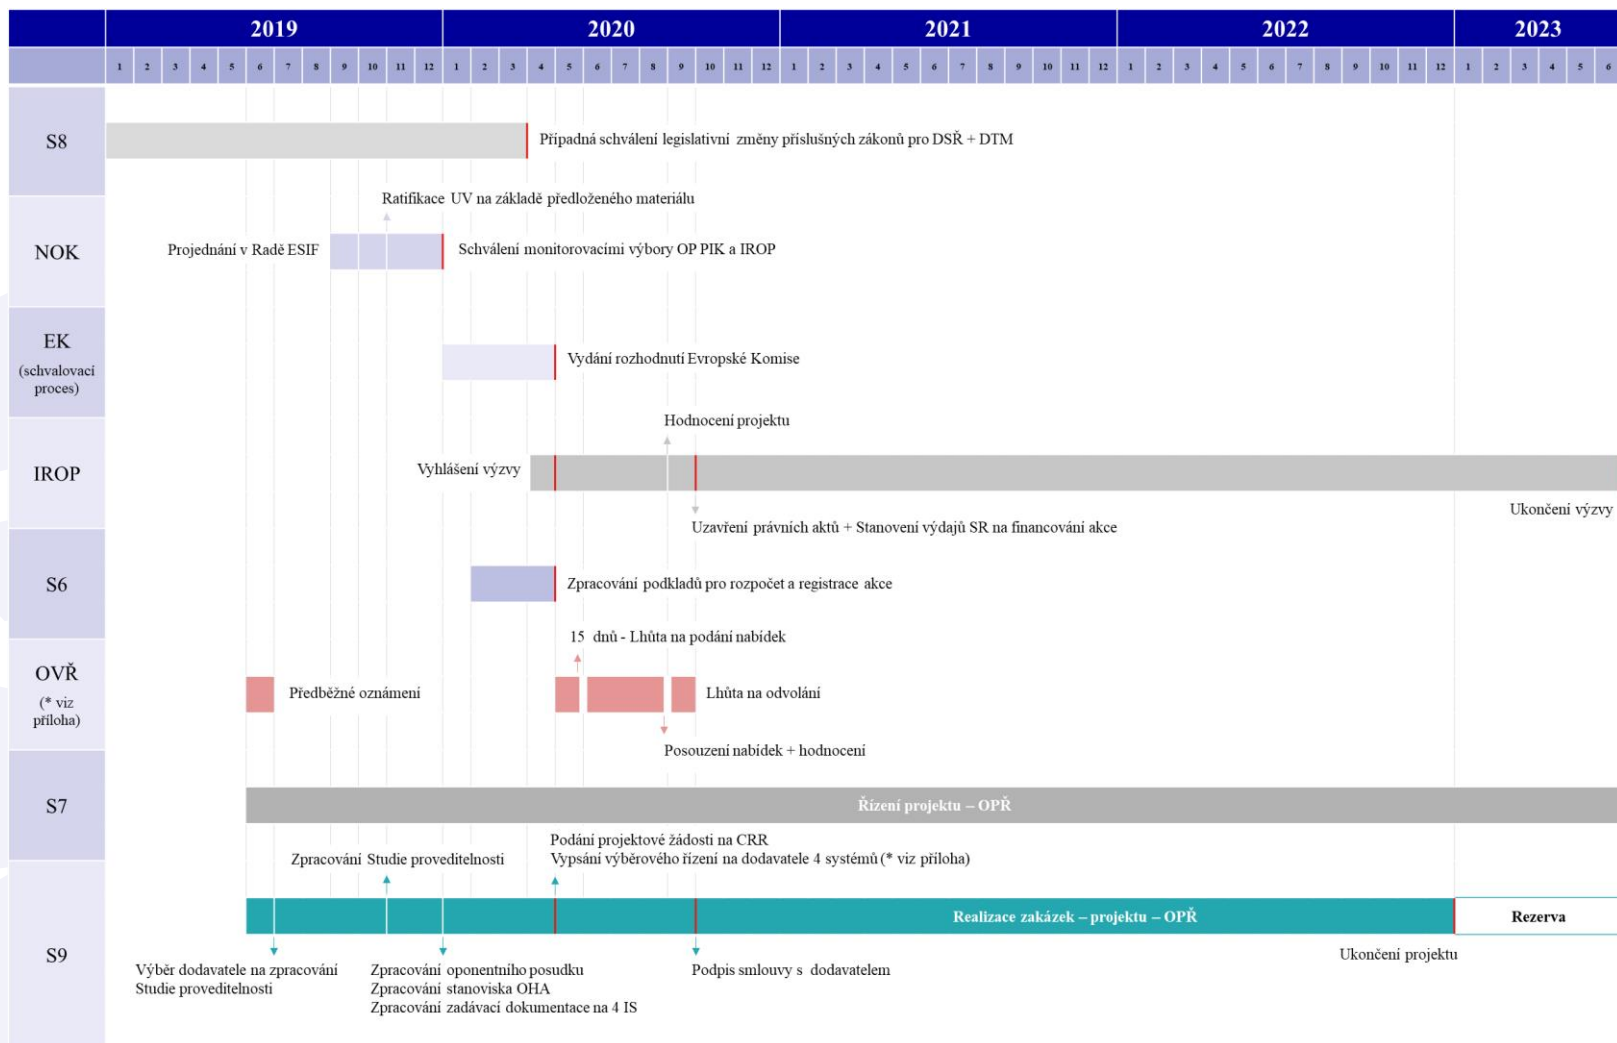 2019 2020 2021 2022 2023
1 2 3 4 5 6 7 8 9 10 11 12 1 2 3 4 5 6 7 8 9 10 11 12 1 2 3 4 5 6 7 8 9 10 11 12 1 2 3 4 5 6 7 8 9 10 11 12 1 2 3 4 5 6
S8
Případná schválení legislativní změny příslušných zákonů pro DSŘ + DTM
Ratifikace UV na základě předloženého materiálu
NOK
Projednání v Radě ESIF
Schválení monitorovacími výbory OP PIK a IROP
EK
(schvalovací
proces)
Vydání rozhodnutí Evropské Komise
Hodnocení projektu
IROP
Vyhlášení výzvy
Ukončení výzvy
Uzavření právních aktů + Stanovení výdajů SR na financování akce
S6
Zpracování podkladů pro rozpočet a registrace akce
15 dnů - Lhůta na podání nabídek
OVŘ
(* viz
příloha)
Předběžné oznámení
Lhůta na odvolání
Posouzení nabídek + hodnocení
S7
Řízení projektu – OPŘ
Podání projektové žádosti na CRR
Vypsání výběrového řízení na dodavatele 4 systémů (* viz příloha)
Zpracování Studie proveditelnosti
S9
Realizace zakázek – projektu – OPŘ
Rezerva
Ukončení projektu
Výběr dodavatele na zpracování
Studie proveditelnosti
Zpracování oponentního posudku
Zpracování stanoviska OHA
Zpracování zadávací dokumentace na 4 IS
Podpis smlouvy s dodavatelem